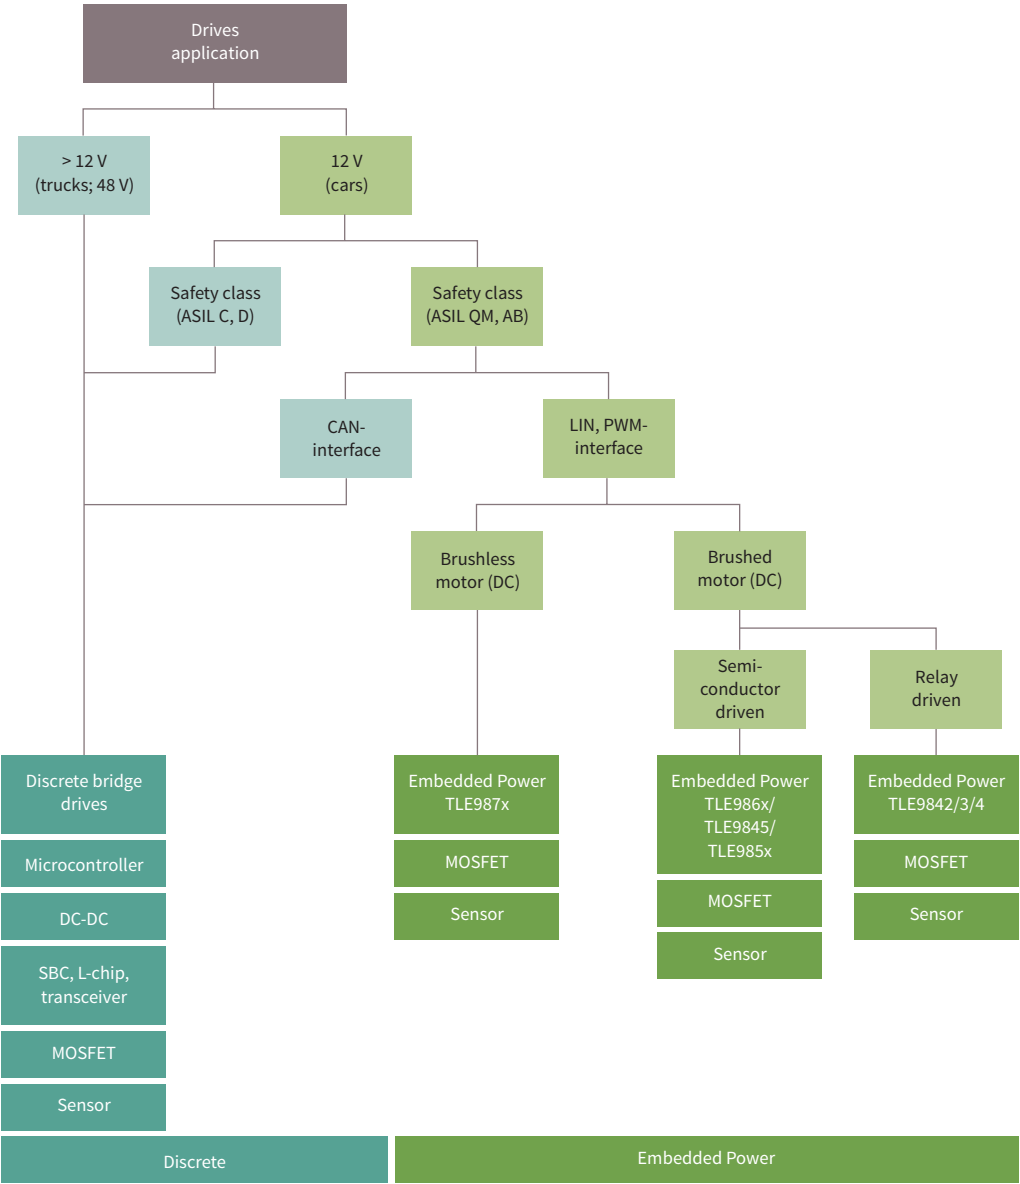 Drives
application
> 12 V
(trucks; 48 V)
12 V
(cars)
Safety class
(ASIL C, D)
Safety class
(ASIL QM, AB)
CAN-
interface
LIN, PWM-
interface
Brushless
motor (DC)
Brushed
motor (DC)
Semi-
conductor
driven
Relay
driven
Discrete bridge
drives
Microcontroller
DC-DC
SBC, L-chip,
transceiver
MOSFET
Sensor
Embedded Power
TLE987x
MOSFET
Sensor
Embedded Power
TLE986x/
TLE9845/
TLE985x
MOSFET
Sensor
Embedded Power
TLE9842/3/4
MOSFET
Sensor
Discrete
Embedded Power